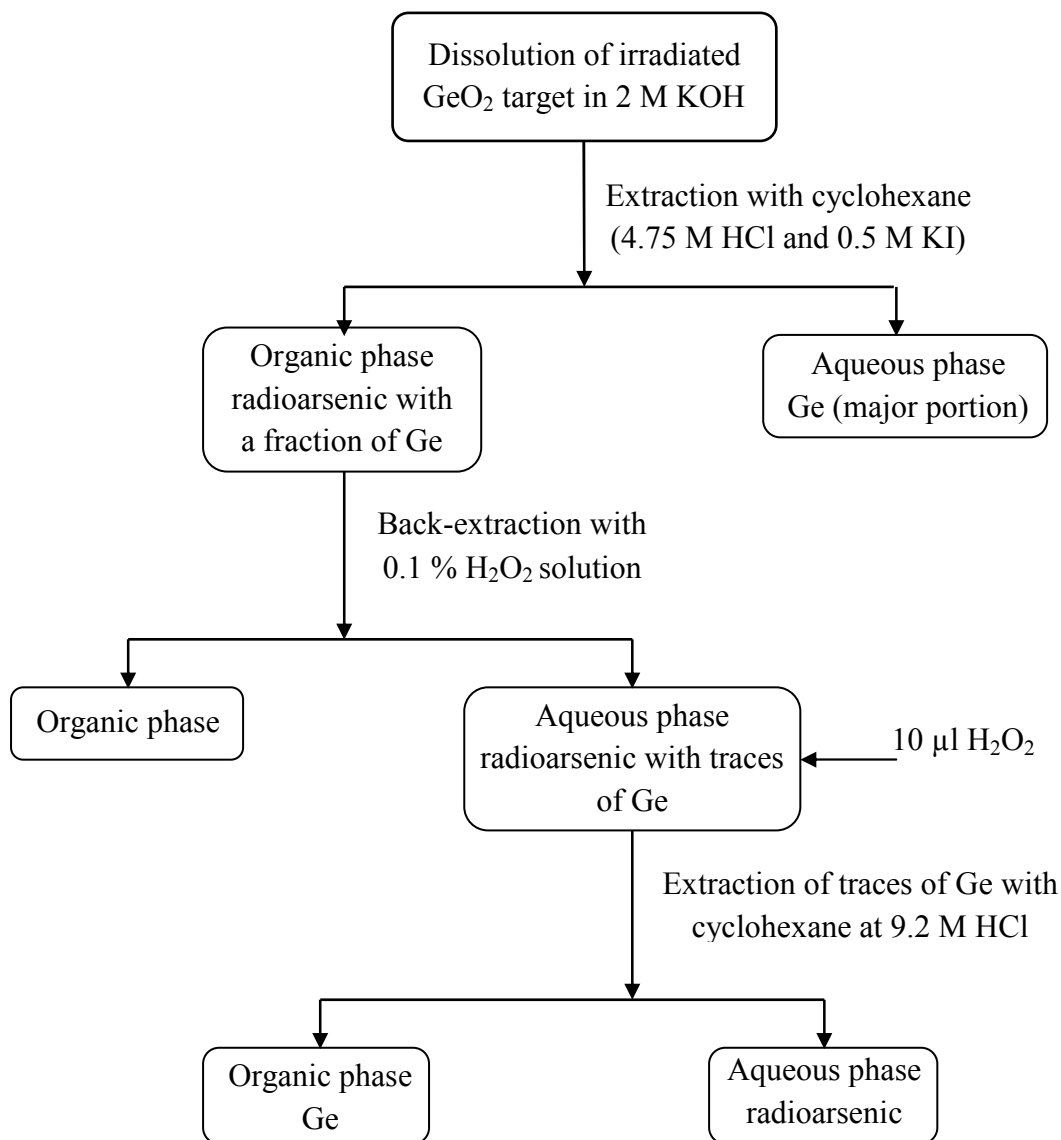 Dissolution of irradiated
GeO₂ target in 2 M KOH
Extraction with cyclohexane
(4.75 M HCl and 0.5 M KI)
Organic phase
radioarsenic with
a fraction of Ge
Aqueous phase
Ge (major portion)
Back-extraction with
0.1 % H₂O₂ solution
Organic phase
Aqueous phase
radioarsenic with traces
of Ge
10 µl H₂O₂
Extraction of traces of Ge with
cyclohexane at 9.2 M HCl
Organic phase
Ge
Aqueous phase
radioarsenic